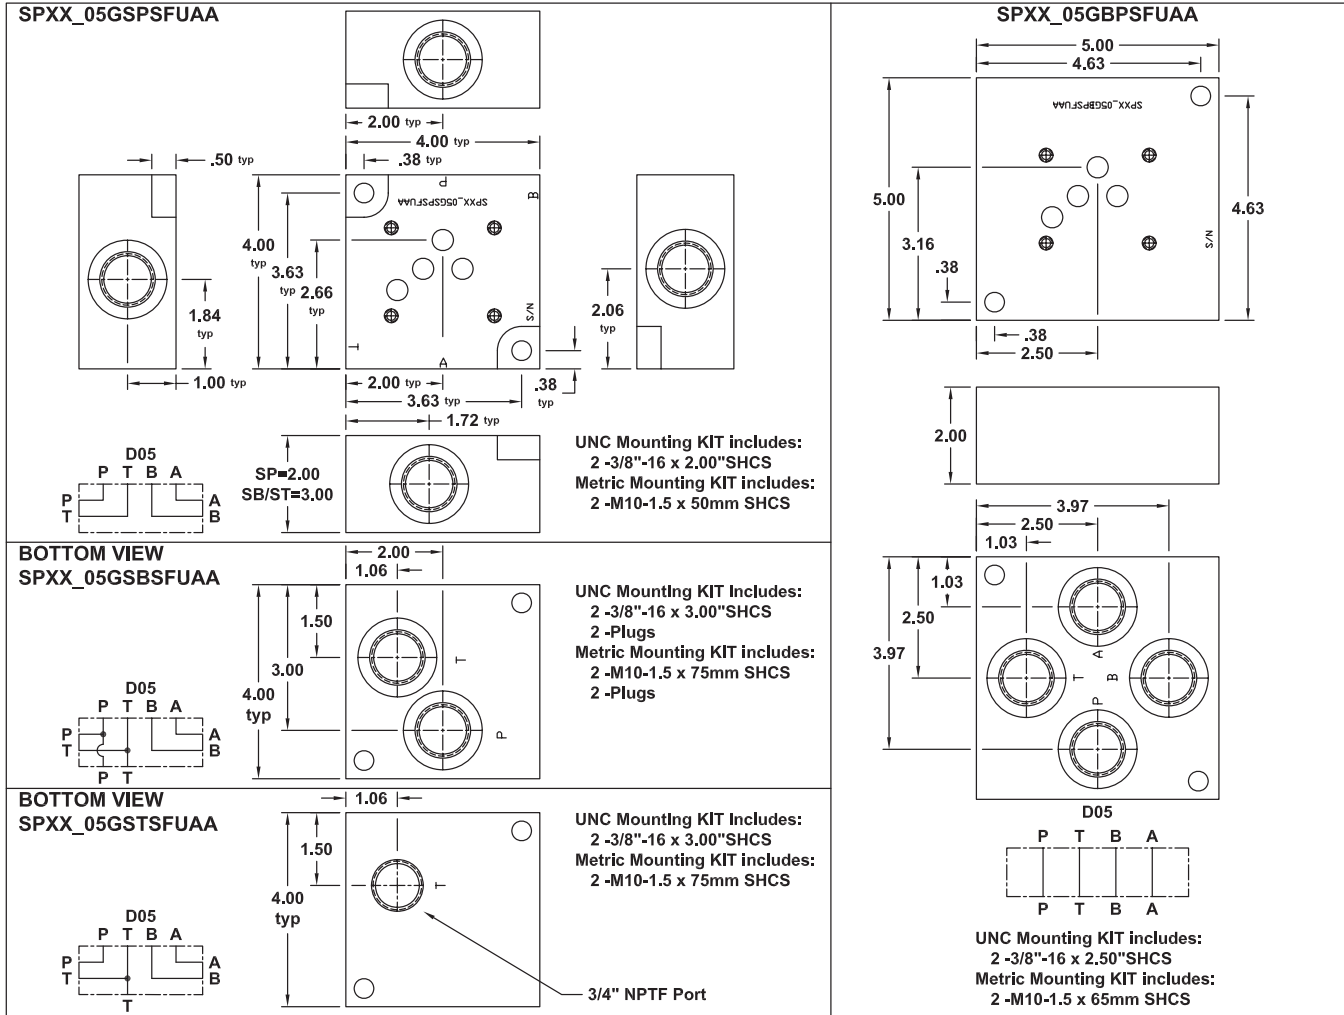 SPXX_05GSPSFUAA
2.00 typ
4.00 typ
.50 typ
.38 typ
P
B
SPXX_05GSPSFUAA
4.00 typ
3.63 typ
2.66 typ
1.84 typ
1.00 typ
S/N
T
A
2.06 typ
2.00 typ
.38 typ
3.63 typ
1.72 typ
SP=2.00
SB/ST=3.00
D05
P T B A
P A
T B
UNC Mounting KIT includes:
2 -3/8"-16 x 2.00"SHCS
Metric Mounting KIT includes:
2 -M10-1.5 x 50mm SHCS
BOTTOM VIEW
SPXX_05GSBSFUAA
2.00
1.06
1.50
3.00
4.00
typ
T
P
D05
P T B A
P A
T B
P T
UNC Mounting KIT Includes:
2 -3/8"-16 x 3.00"SHCS
2 -Plugs
Metric Mounting KIT includes:
2 -M10-1.5 x 75mm SHCS
2 -Plugs
BOTTOM VIEW
SPXX_05GSTSFUAA
1.06
1.50
4.00
typ
T
D05
P T B A
P A
T B
T
UNC Mounting KIT Includes:
2 -3/8"-16 x 3.00"SHCS
Metric Mounting KIT includes:
2 -M10-1.5 x 75mm SHCS
3/4" NPTF Port
SPXX_05GBPSFUAA
5.00
4.63
SPXX_05GBPSFUAA
5.00
3.16
.38
4.63
S/N
.38
2.50
2.00
3.97
2.50
1.03
1.03
2.50
3.97
A
T B
P
D05
P T B A
P T B A
UNC Mounting KIT includes:
2 -3/8"-16 x 2.50"SHCS
Metric Mounting KIT includes:
2 -M10-1.5 x 65mm SHCS